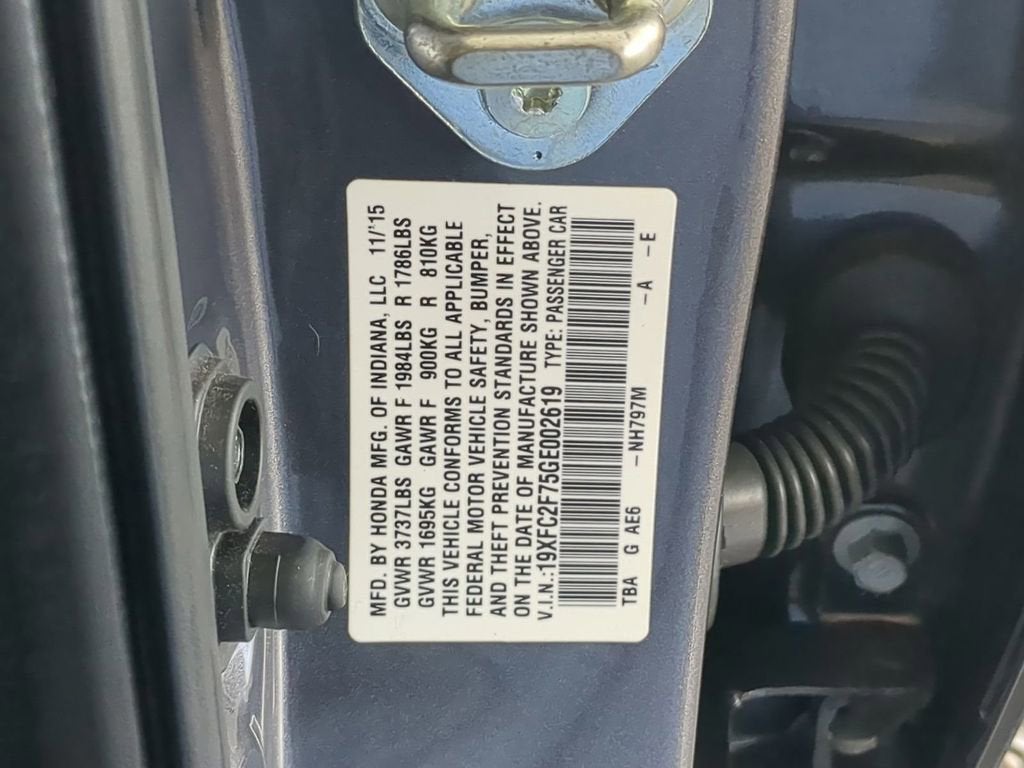 MFD. BY HONDA MFG. OF INDIANA, LLC 11/'15
GVWR 3737LBS GAWR F 1984LBS R 1786LBS
GVWR 1695KG GAWR F 900KG R 810KG
THIS VEHICLE CONFORMS TO ALL APPLICABLE
FEDERAL MOTOR VEHICLE SAFETY, BUMPER,
AND THEFT PREVENTION STANDARDS IN EFFECT
ON THE DATE OF MANUFACTURE SHOWN ABOVE.
V.I.N.:19XFC2F75GE002619 TYPE: PASSENGER CAR
TBA G AE6 -NH797M -A -E